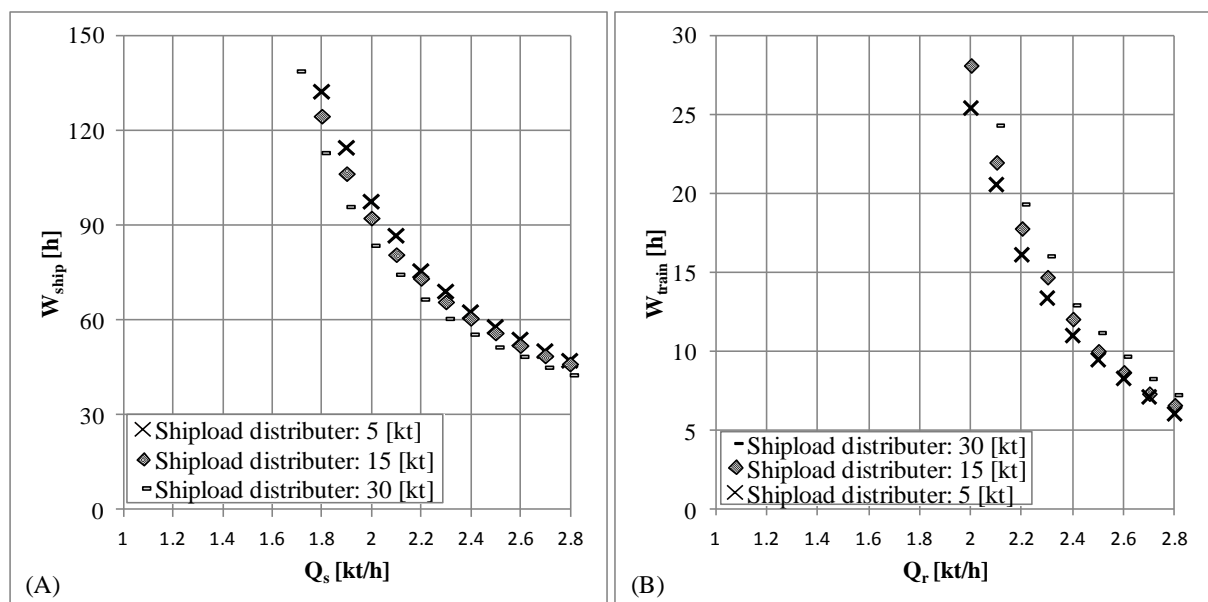 150
120
90
60
30
0
W_ship [h]
Shipload distributer: 5 [kt]
Shipload distributer: 15 [kt]
Shipload distributer: 30 [kt]
1 1.2 1.4 1.6 1.8 2 2.2 2.4 2.6 2.8
Q_s [kt/h]
(A)
30
25
20
15
10
5
0
W_train [h]
Shipload distributer: 30 [kt]
Shipload distributer: 15 [kt]
Shipload distributer: 5 [kt]
1 1.2 1.4 1.6 1.8 2 2.2 2.4 2.6 2.8
Q_r [kt/h]
(B)